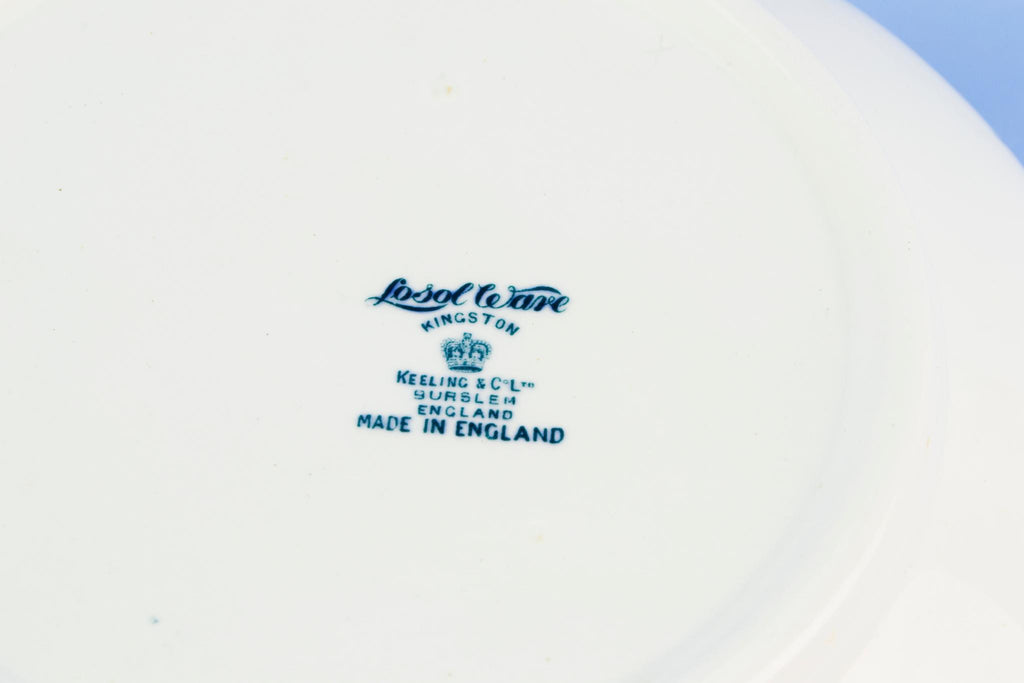 Losol Ware
KINGSTON
KEELING & Co LTD
BURSLEM
ENGLAND
MADE IN ENGLAND